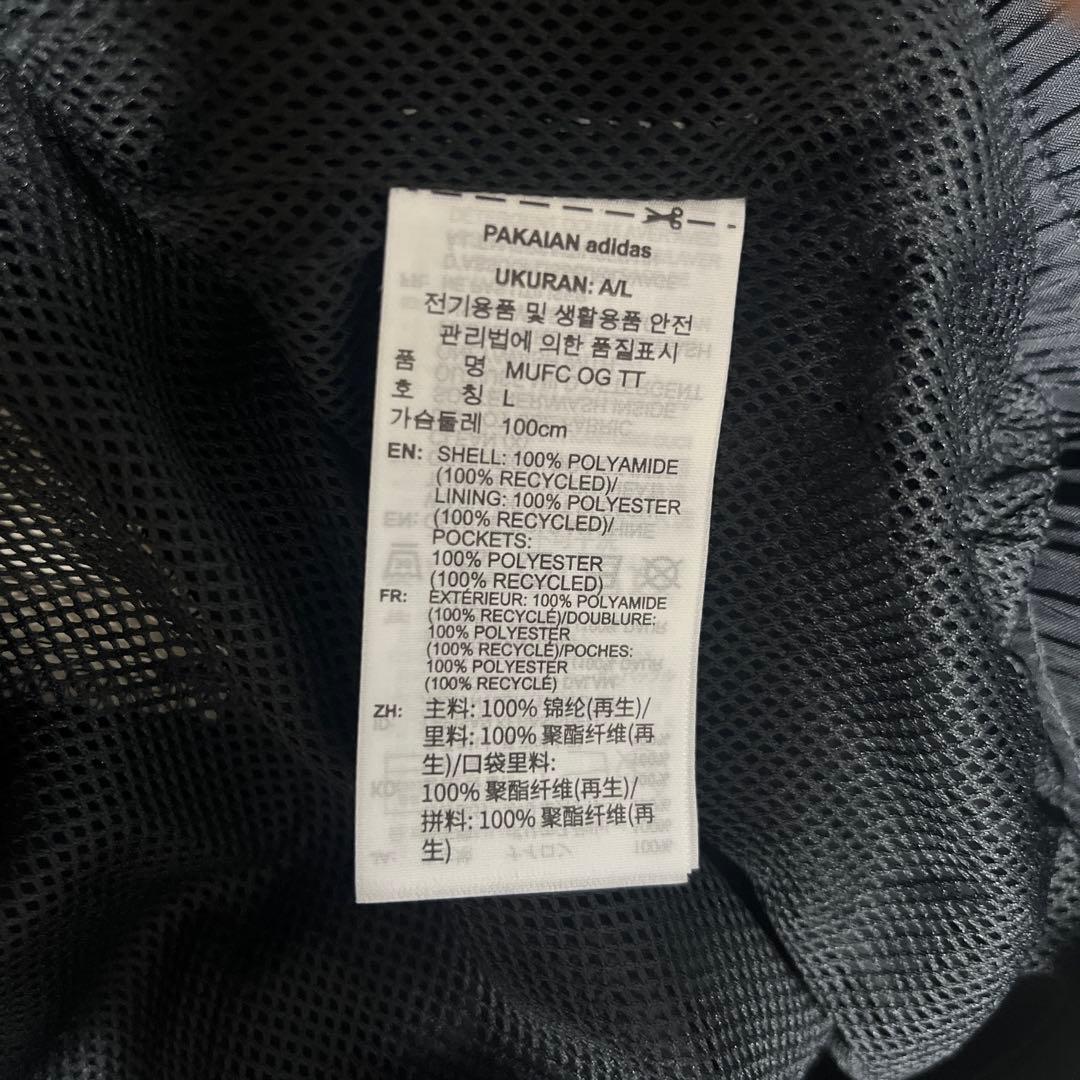 PAKAIAN adidas
UKURAN: A/L
전기용품 및 생활용품 안전
관리법에 의한 품질표시
품 명 MUFC OG TT
호 칭 L
가슴둘레 100cm
EN: SHELL: 100% POLYAMIDE
(100% RECYCLED)/
LINING: 100% POLYESTER
(100% RECYCLED)/
POCKETS:
100% POLYESTER
(100% RECYCLED)
FR: EXTÉRIEUR: 100% POLYAMIDE
(100% RECYCLÉ)/DOUBLURE:
100% POLYESTER
(100% RECYCLÉ)/POCHES:
100% POLYESTER
(100% RECYCLÉ)
ZH: 主料: 100% 锦纶(再生)/
里料: 100% 聚酯纤维(再
生)/口袋里料:
100% 聚酯纤维(再生)/
拼料: 100% 聚酯纤维(再
生)